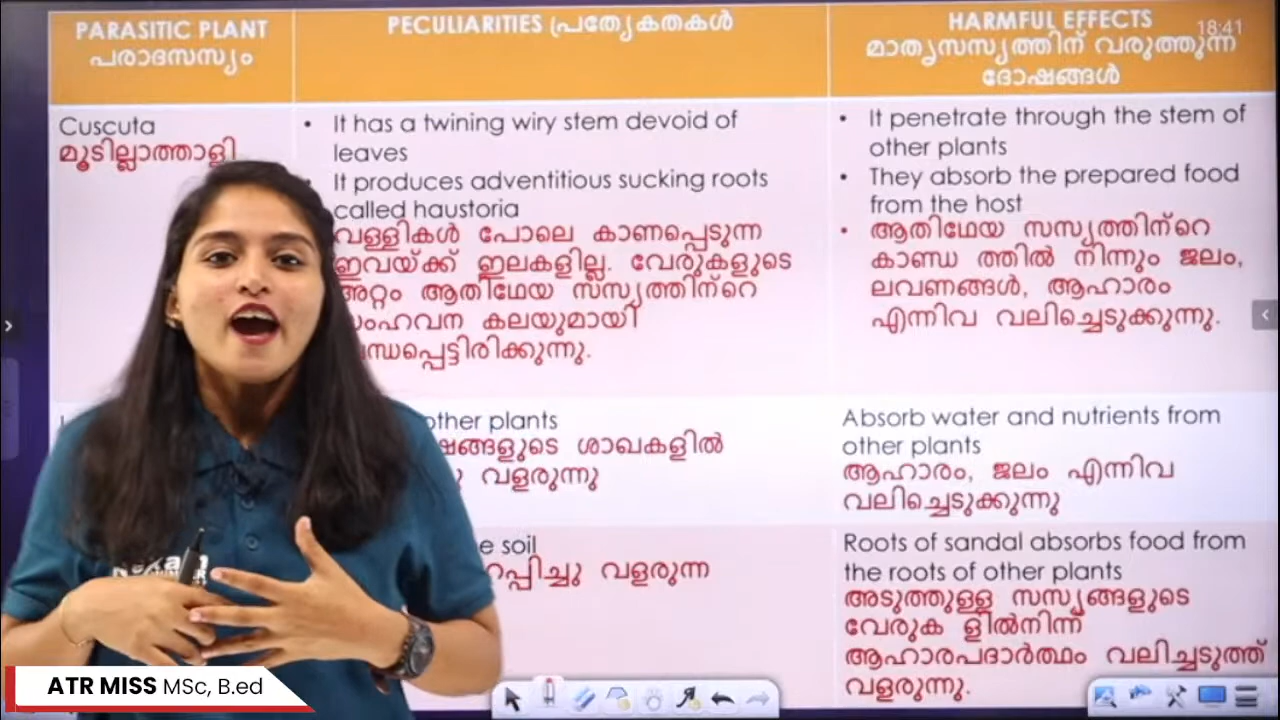 PARASITIC PLANT
പരാദസസ്യം
PECULIARITIES പ്രത്യേകതകൾ
HARMFUL EFFECTS
മാതൃസസ്യത്തിന് വരുത്തുന്ന
ദോഷങ്ങൾ
18:41
Cuscuta
മൂടില്ലാത്താളി
• It has a twining wiry stem devoid of
leaves
It produces adventitious sucking roots
called haustoria
വള്ളികൾ പോലെ കാണപ്പെടുന്ന
ഇവയ്ക്ക് ഇലകളില്ല. വേരുകളുടെ
അറ്റം ആതിഥേയ സസ്യത്തിന്റെ
കലയുമായി
• It penetrate through the stem of
other plants
• They absorb the prepared food
from the host
• ആതിഥേയ സസ്യത്തിന്റെ
കാണ്ഡ ത്തിൽ നിന്നും ജലം,
ലവണങ്ങൾ, ആഹാരം
എന്നിവ വലിച്ചെടുക്കുന്നു.
other plants
ശാഖകളിൽ
വളരുന്നു
Absorb water and nutrients from
other plants
ആഹാരം, ജലം എന്നിവ
വലിച്ചെടുക്കുന്നു
soil
വളരുന്ന
Roots of sandal absorbs food from
the roots of other plants
അടുത്തുള്ള സസ്യങ്ങളുടെ
വേരുക ളിൽനിന്ന്
ആഹാരപദാർത്ഥം വലിച്ചടുത്ത്
വളരുന്നു.
ATR MISS MSc, B.ed